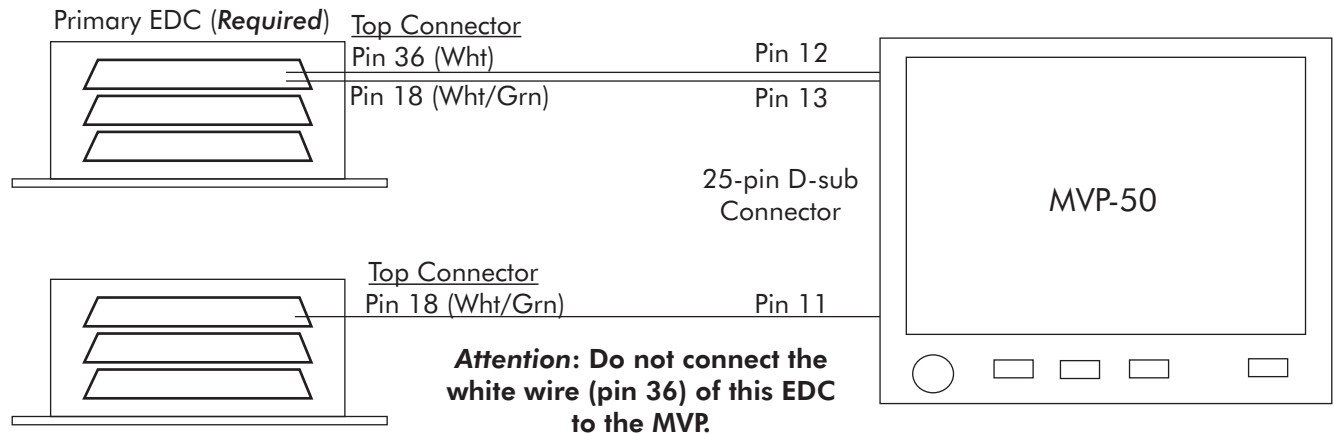 Primary EDC (Required)
Top Connector
Pin 36 (Wht)
Pin 12
Pin 18 (Wht/Grn)
Pin 13
25-pin D-sub
Connector
MVP-50
Top Connector
Pin 18 (Wht/Grn)
Pin 11
Attention: Do not connect the
white wire (pin 36) of this EDC
to the MVP.